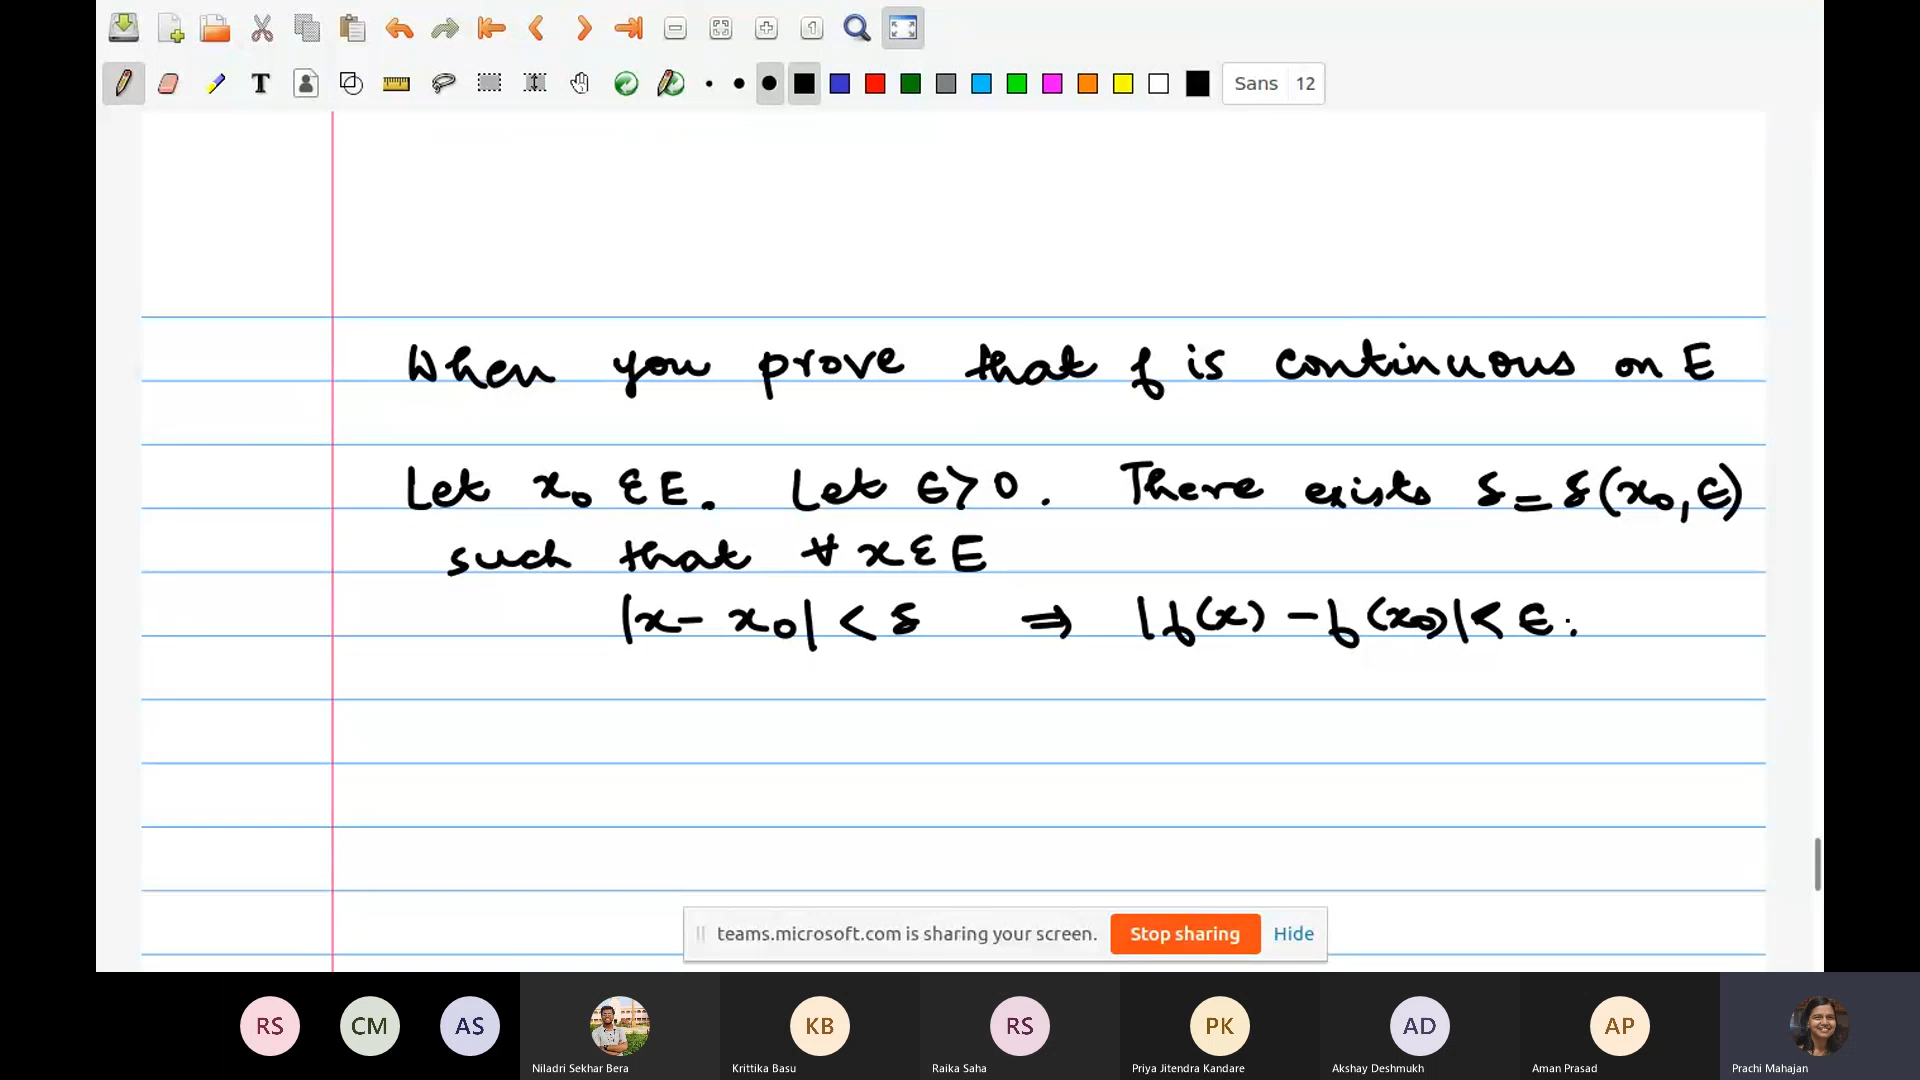 T
Sans 12
When you prove that f is continuous on E
Let x₀ ∈ E. Let ϵ>0. There exists δ=δ(x₀,ϵ)
such that ∀ x ∈ E
|x- x₀| < δ ⇒ |f(x) - f(x₀)|< ϵ.
teams.microsoft.com is sharing your screen. Stop sharing Hide
RS CM AS KB RS PK AD AP
Niladri Sekhar Bera Krittika Basu Raika Saha Priya Jitendra Kandare Akshay Deshmukh Aman Prasad Prachi Mahajan